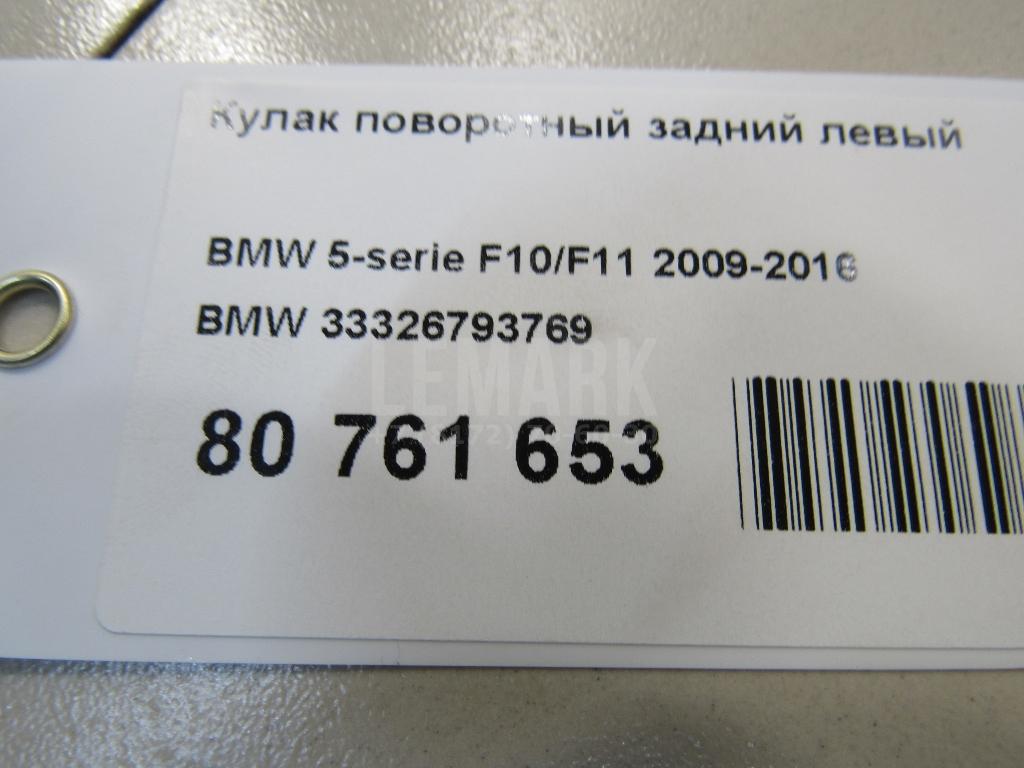 Кулак поворотный задний левый
BMW 5-serie F10/F11 2009-2016
BMW 33326793769
LEMARK
80 761 653